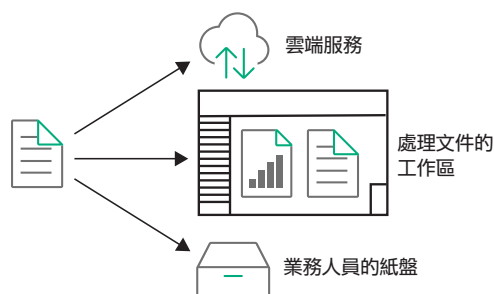 雲端服務
處理文件的
工作區
業務人員的紙盤